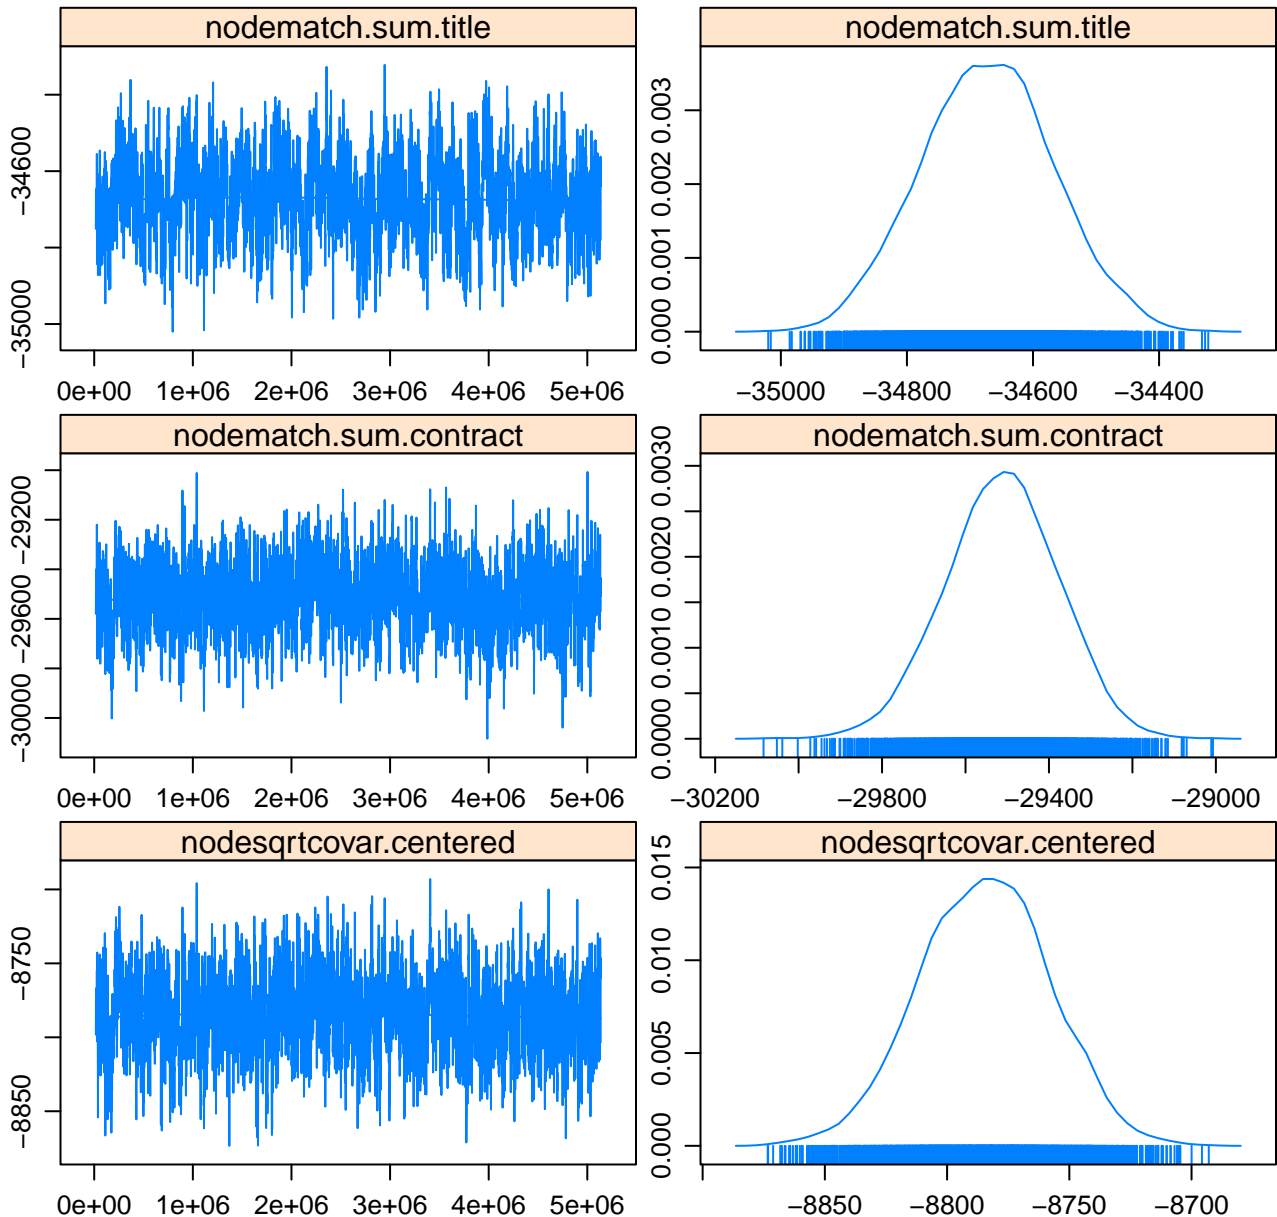 nodematch.sum.title
nodematch.sum.title
−35000 −34600
0e+00 1e+06 2e+06 3e+06 4e+06 5e+06
0.000 0.001 0.002 0.003
−35000 −34800 −34600 −34400
nodematch.sum.contract
nodematch.sum.contract
−30000 −29600 −29200
0e+00 1e+06 2e+06 3e+06 4e+06 5e+06
0.0000 0.0010 0.0020 0.0030
−30200 −29800 −29400 −29000
nodesqrtcovar.centered
nodesqrtcovar.centered
−8850 −8750
0e+00 1e+06 2e+06 3e+06 4e+06 5e+06
0.000 0.005 0.010 0.015
−8850 −8800 −8750 −8700